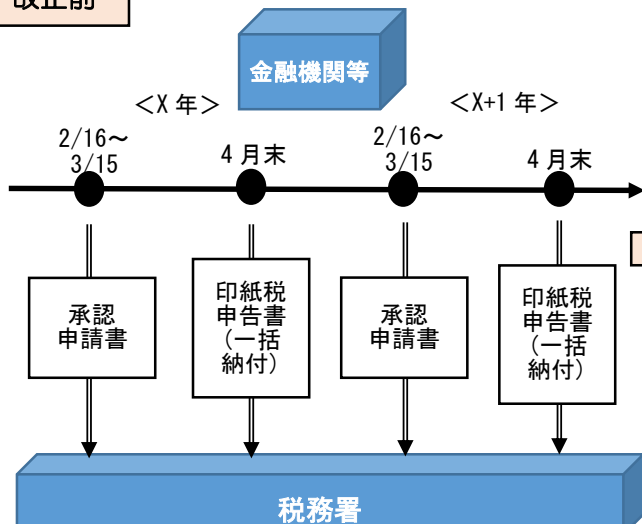 改正前
金融機関等
＜X 年＞
＜X+1 年＞
2/16～
3/15
4 月末
2/16～
3/15
4 月末
承認
申請書
印紙税
申告書
（一括
納付）
承認
申請書
印紙税
申告書
（一括
納付）
税務署